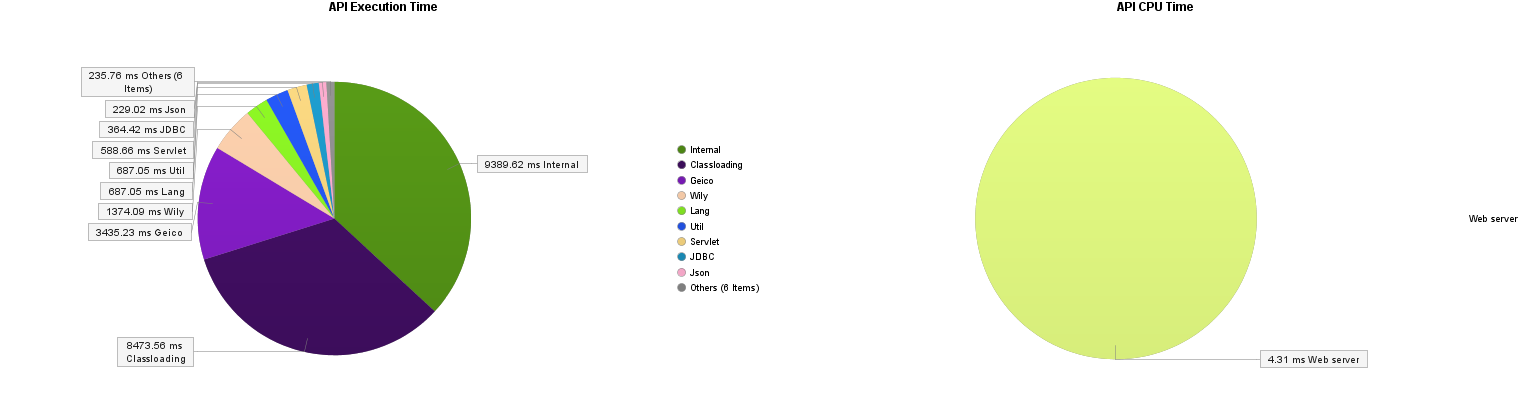 API Execution Time
235.76 ms Others (6
Items)
229.02 ms Json
364.42 ms JDBC
588.66 ms Servlet
687.05 ms Util
687.05 ms Lang
1374.09 ms Wily
3435.23 ms Geico
8473.56 ms
Classloading
9389.62 ms Internal
Internal
Classloading
Geico
Wily
Lang
Util
Servlet
JDBC
Json
Others (6 Items)
API CPU Time
4.31 ms Web server
Web server